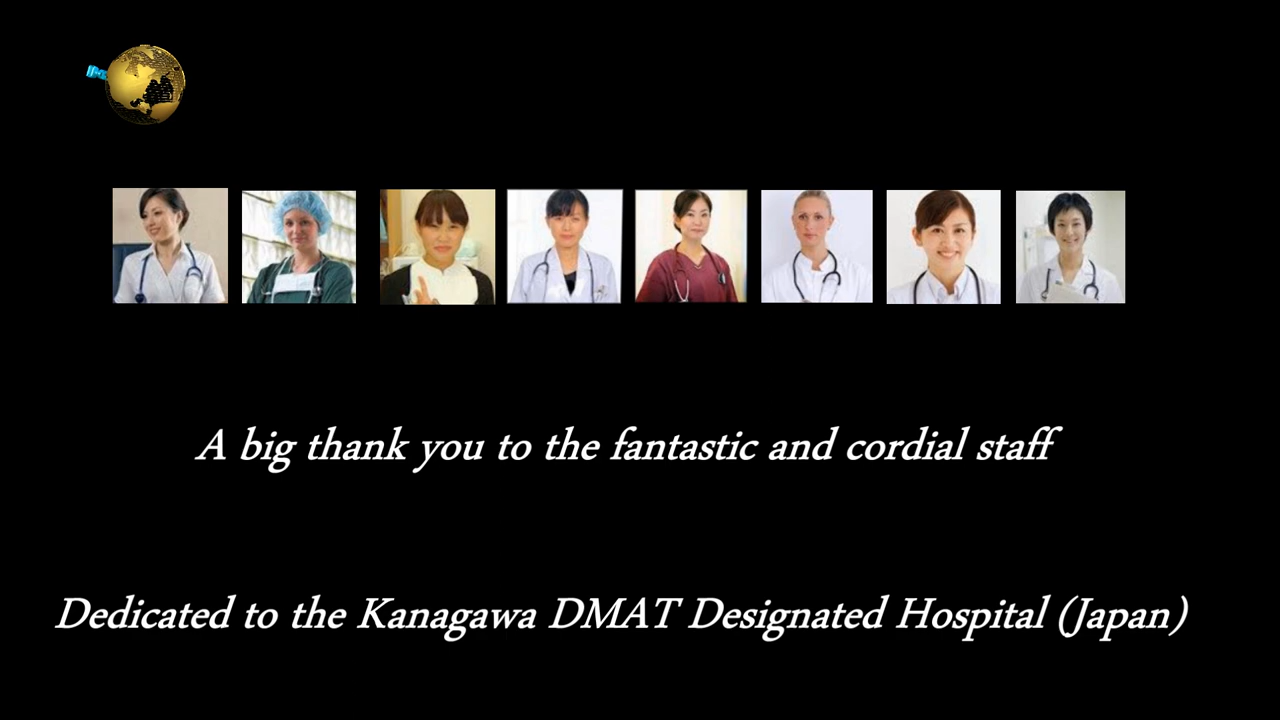 A big thank you to the fantastic and cordial staff
Dedicated to the Kanagawa DMAT Designated Hospital (Japan)